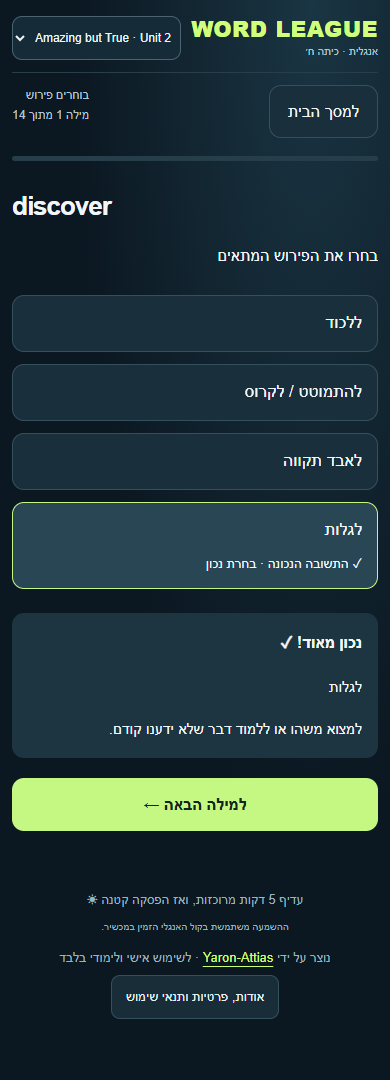 WORD LEAGUE
אנגלית · כיתה ח׳
Amazing but True · Unit 2
למסך הבית
בוחרים פירוש
מילה 1 מתוך 14
discover
בחרו את הפירוש המתאים
ללכוד
להתמוטט / לקרוס
לאבד תקווה
לגלות
✓ התשובה הנכונה · בחרת נכון
נכון מאוד! ✓
לגלות
למצוא משהו או ללמוד דבר שלא ידענו קודם.
למילה הבאה ←
עדיף 5 דקות מרוכזות, ואז הפסקה קטנה ☀
ההשמעה משתמשת בקול האנגלי הזמין במכשיר.
נוצר על ידי Yaron-Attias · לשימוש אישי ולימודי בלבד
אודות, פרטיות ותנאי שימוש